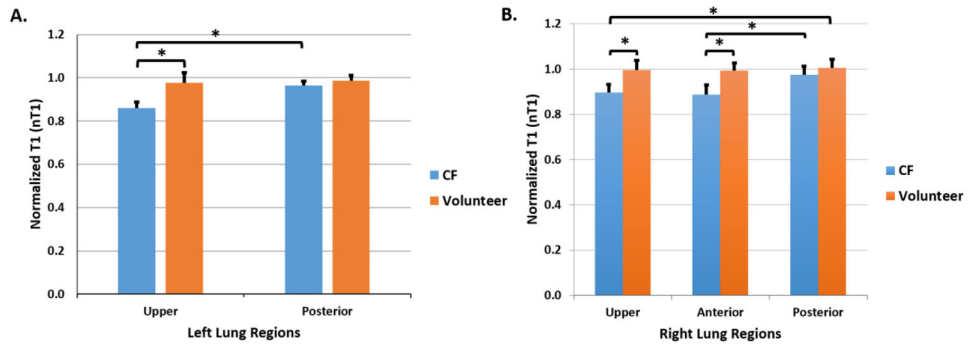 A.
*
*
1.2
1.0
0.8
0.6
0.4
0.2
0.0
Normalized T1 (nT1)
Upper
Posterior
Left Lung Regions
CF
Volunteer
B.
*
*
*
*
1.2
1.0
0.8
0.6
0.4
0.2
0.0
Normalized T1 (nT1)
Upper
Anterior
Posterior
Right Lung Regions
CF
Volunteer